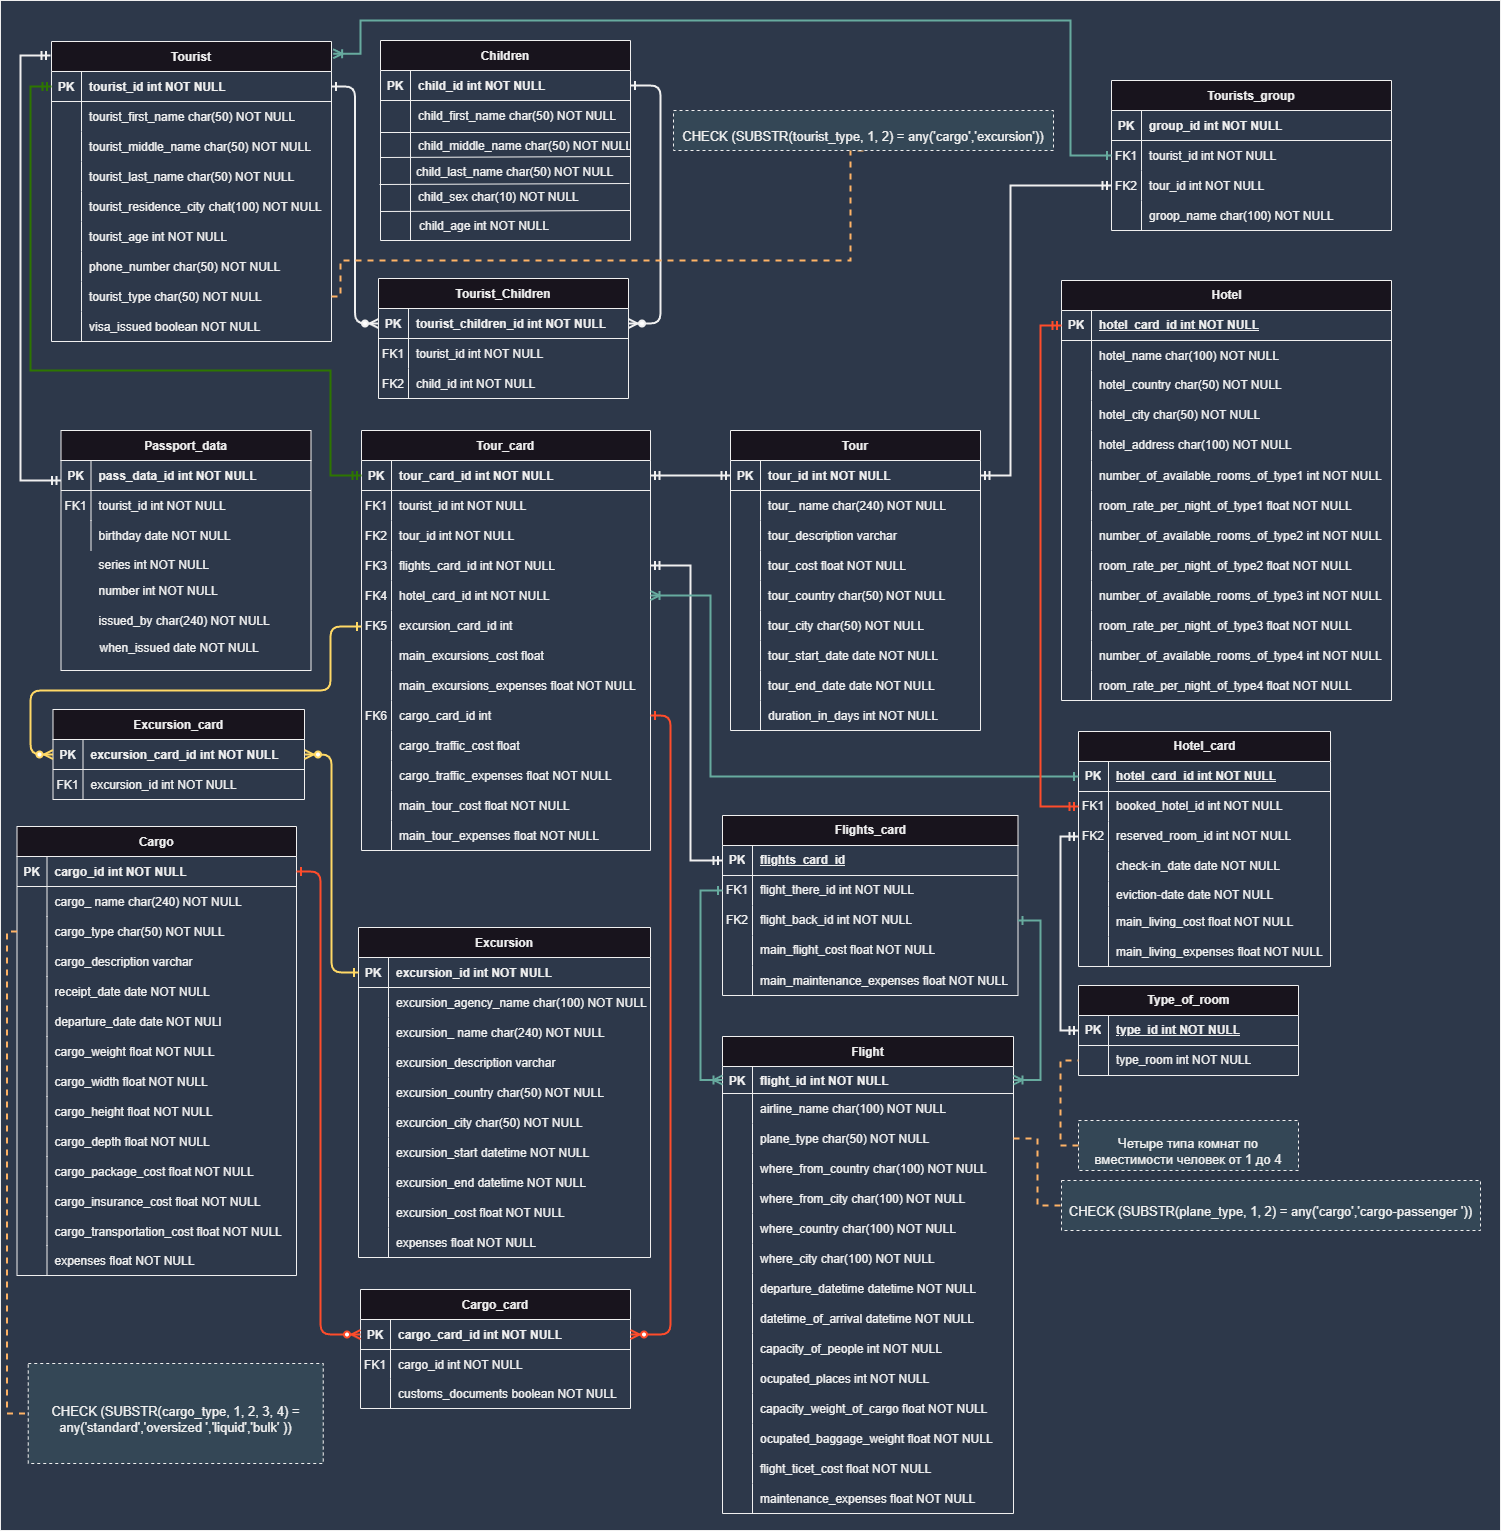 Tourist
PK tourist_id int NOT NULL
tourist_first_name char(50) NOT NULL
tourist_middle_name char(50) NOT NULL
tourist_last_name char(50) NOT NULL
tourist_residence_city chat(100) NOT NULL
tourist_age int NOT NULL
phone_number char(50) NOT NULL
tourist_type char(50) NOT NULL
visa_issued boolean NOT NULL
Children
PK child_id int NOT NULL
child_first_name char(50) NOT NULL
child_middle_name char(50) NOT NULL
child_last_name char(50) NOT NULL
child_sex char(10) NOT NULL
child_age int NOT NULL
CHECK (SUBSTR(tourist_type, 1, 2) = any('cargo','excursion'))
Tourists_group
PK group_id int NOT NULL
FK1 tourist_id int NOT NULL
FK2 tour_id int NOT NULL
groop_name char(100) NOT NULL
Tourist_Children
PK tourist_children_id int NOT NULL
FK1 tourist_id int NOT NULL
FK2 child_id int NOT NULL
Hotel
PK hotel_card_id int NOT NULL
hotel_name char(100) NOT NULL
hotel_country char(50) NOT NULL
hotel_city char(50) NOT NULL
hotel_address char(100) NOT NULL
number_of_available_rooms_of_type1 int NOT NULL
room_rate_per_night_of_type1 float NOT NULL
number_of_available_rooms_of_type2 int NOT NULL
room_rate_per_night_of_type2 float NOT NULL
number_of_available_rooms_of_type3 int NOT NULL
room_rate_per_night_of_type3 float NOT NULL
number_of_available_rooms_of_type4 int NOT NULL
room_rate_per_night_of_type4 float NOT NULL
Passport_data
PK pass_data_id int NOT NULL
FK1 tourist_id int NOT NULL
birthday date NOT NULL
series int NOT NULL
number int NOT NULL
issued_by char(240) NOT NULL
when_issued date NOT NULL
Tour_card
PK tour_card_id int NOT NULL
FK1 tourist_id int NOT NULL
FK2 tour_id int NOT NULL
FK3 flights_card_id int NOT NULL
FK4 hotel_card_id int NOT NULL
FK5 excursion_card_id int
main_excursions_cost float
main_excursions_expenses float NOT NULL
FK6 cargo_card_id int
cargo_traffic_cost float
cargo_traffic_expenses float NOT NULL
main_tour_cost float NOT NULL
main_tour_expenses float NOT NULL
Tour
PK tour_id int NOT NULL
tour_ name char(240) NOT NULL
tour_description varchar
tour_cost float NOT NULL
tour_country char(50) NOT NULL
tour_city char(50) NOT NULL
tour_start_date date NOT NULL
tour_end_date date NOT NULL
duration_in_days int NOT NULL
Excursion_card
PK excursion_card_id int NOT NULL
FK1 excursion_id int NOT NULL
Hotel_card
PK hotel_card_id int NOT NULL
FK1 booked_hotel_id int NOT NULL
FK2 reserved_room_id int NOT NULL
check-in_date date NOT NULL
eviction-date date NOT NULL
main_living_cost float NOT NULL
main_living_expenses float NOT NULL
Cargo
PK cargo_id int NOT NULL
cargo_ name char(240) NOT NULL
cargo_type char(50) NOT NULL
cargo_description varchar
receipt_date date NOT NULL
departure_date date NOT NULl
cargo_weight float NOT NULL
cargo_width float NOT NULL
cargo_height float NOT NULL
cargo_depth float NOT NULL
cargo_package_cost float NOT NULL
cargo_insurance_cost float NOT NULL
cargo_transportation_cost float NOT NULL
expenses float NOT NULL
Flights_card
PK flights_card_id
FK1 flight_there_id int NOT NULL
FK2 flight_back_id int NOT NULL
main_flight_cost float NOT NULL
main_maintenance_expenses float NOT NULL
Excursion
PK excursion_id int NOT NULL
excursion_agency_name char(100) NOT NULL
excursion_ name char(240) NOT NULL
excursion_description varchar
excursion_country char(50) NOT NULL
excurcion_city char(50) NOT NULL
excursion_start datetime NOT NULL
excursion_end datetime NOT NULL
excursion_cost float NOT NULL
expenses float NOT NULL
Type_of_room
PK type_id int NOT NULL
type_room int NOT NULL
Flight
PK flight_id int NOT NULL
airline_name char(100) NOT NULL
plane_type char(50) NOT NULL
where_from_country char(100) NOT NULL
where_from_city char(100) NOT NULL
where_country char(100) NOT NULL
where_city char(100) NOT NULL
departure_datetime datetime NOT NULL
datetime_of_arrival datetime NOT NULL
capacity_of_people int NOT NULL
ocupated_places int NOT NULL
capacity_weight_of_cargo float NOT NULL
ocupated_baggage_weight float NOT NULL
flight_ticet_cost float NOT NULL
maintenance_expenses float NOT NULL
Четыре типа комнат по
вместимости человек от 1 до 4
CHECK (SUBSTR(plane_type, 1, 2) = any('cargo','cargo-passenger '))
Cargo_card
PK cargo_card_id int NOT NULL
FK1 cargo_id int NOT NULL
customs_documents boolean NOT NULL
CHECK (SUBSTR(cargo_type, 1, 2, 3, 4) =
any('standard','oversized ','liquid','bulk' ))